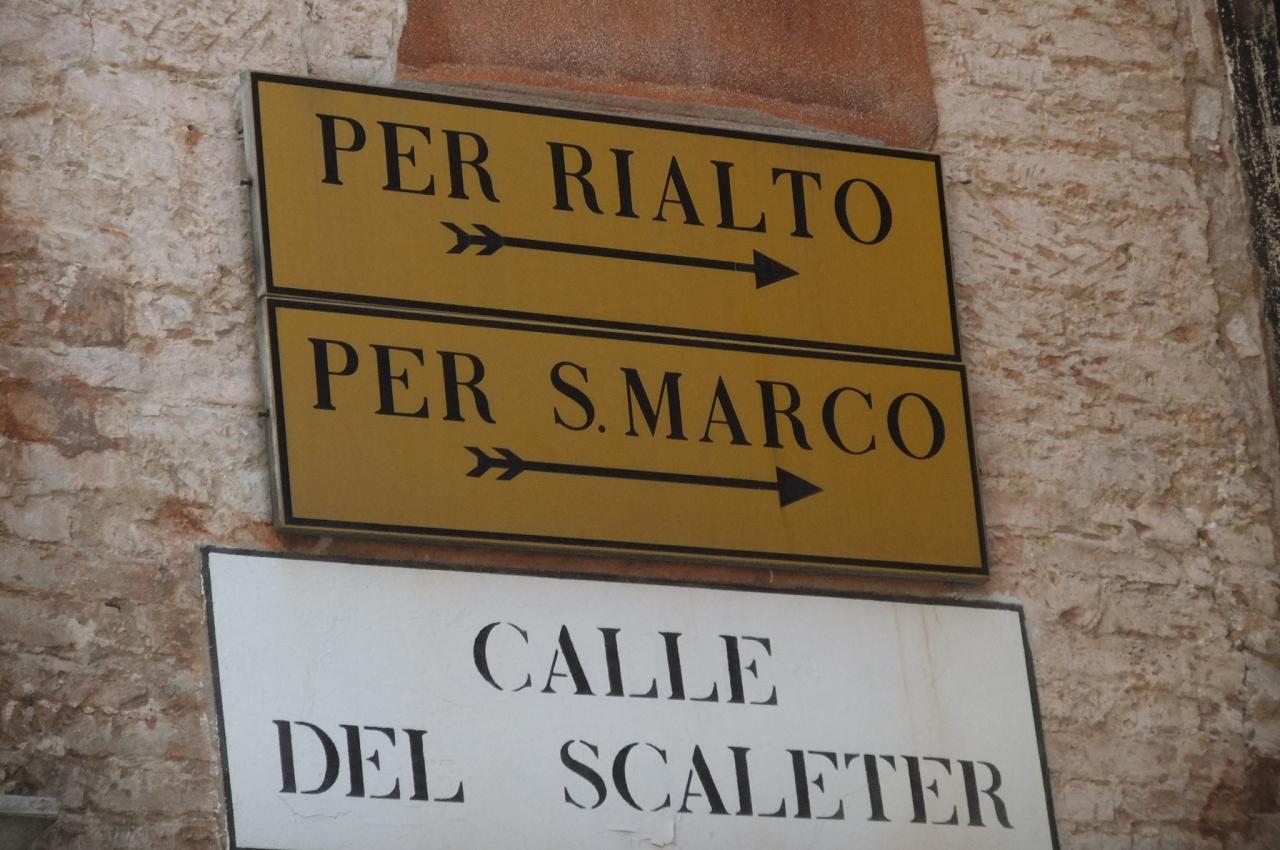 PER RIALTO
PER S. MARCO
CALLE
DEL SCALETER